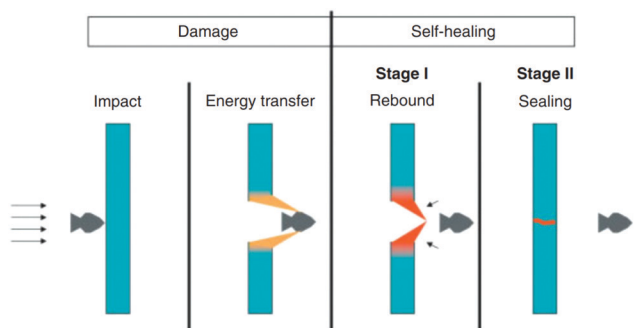 Damage
Self-healing
Stage I
Stage II
Impact
Energy transfer
Rebound
Sealing